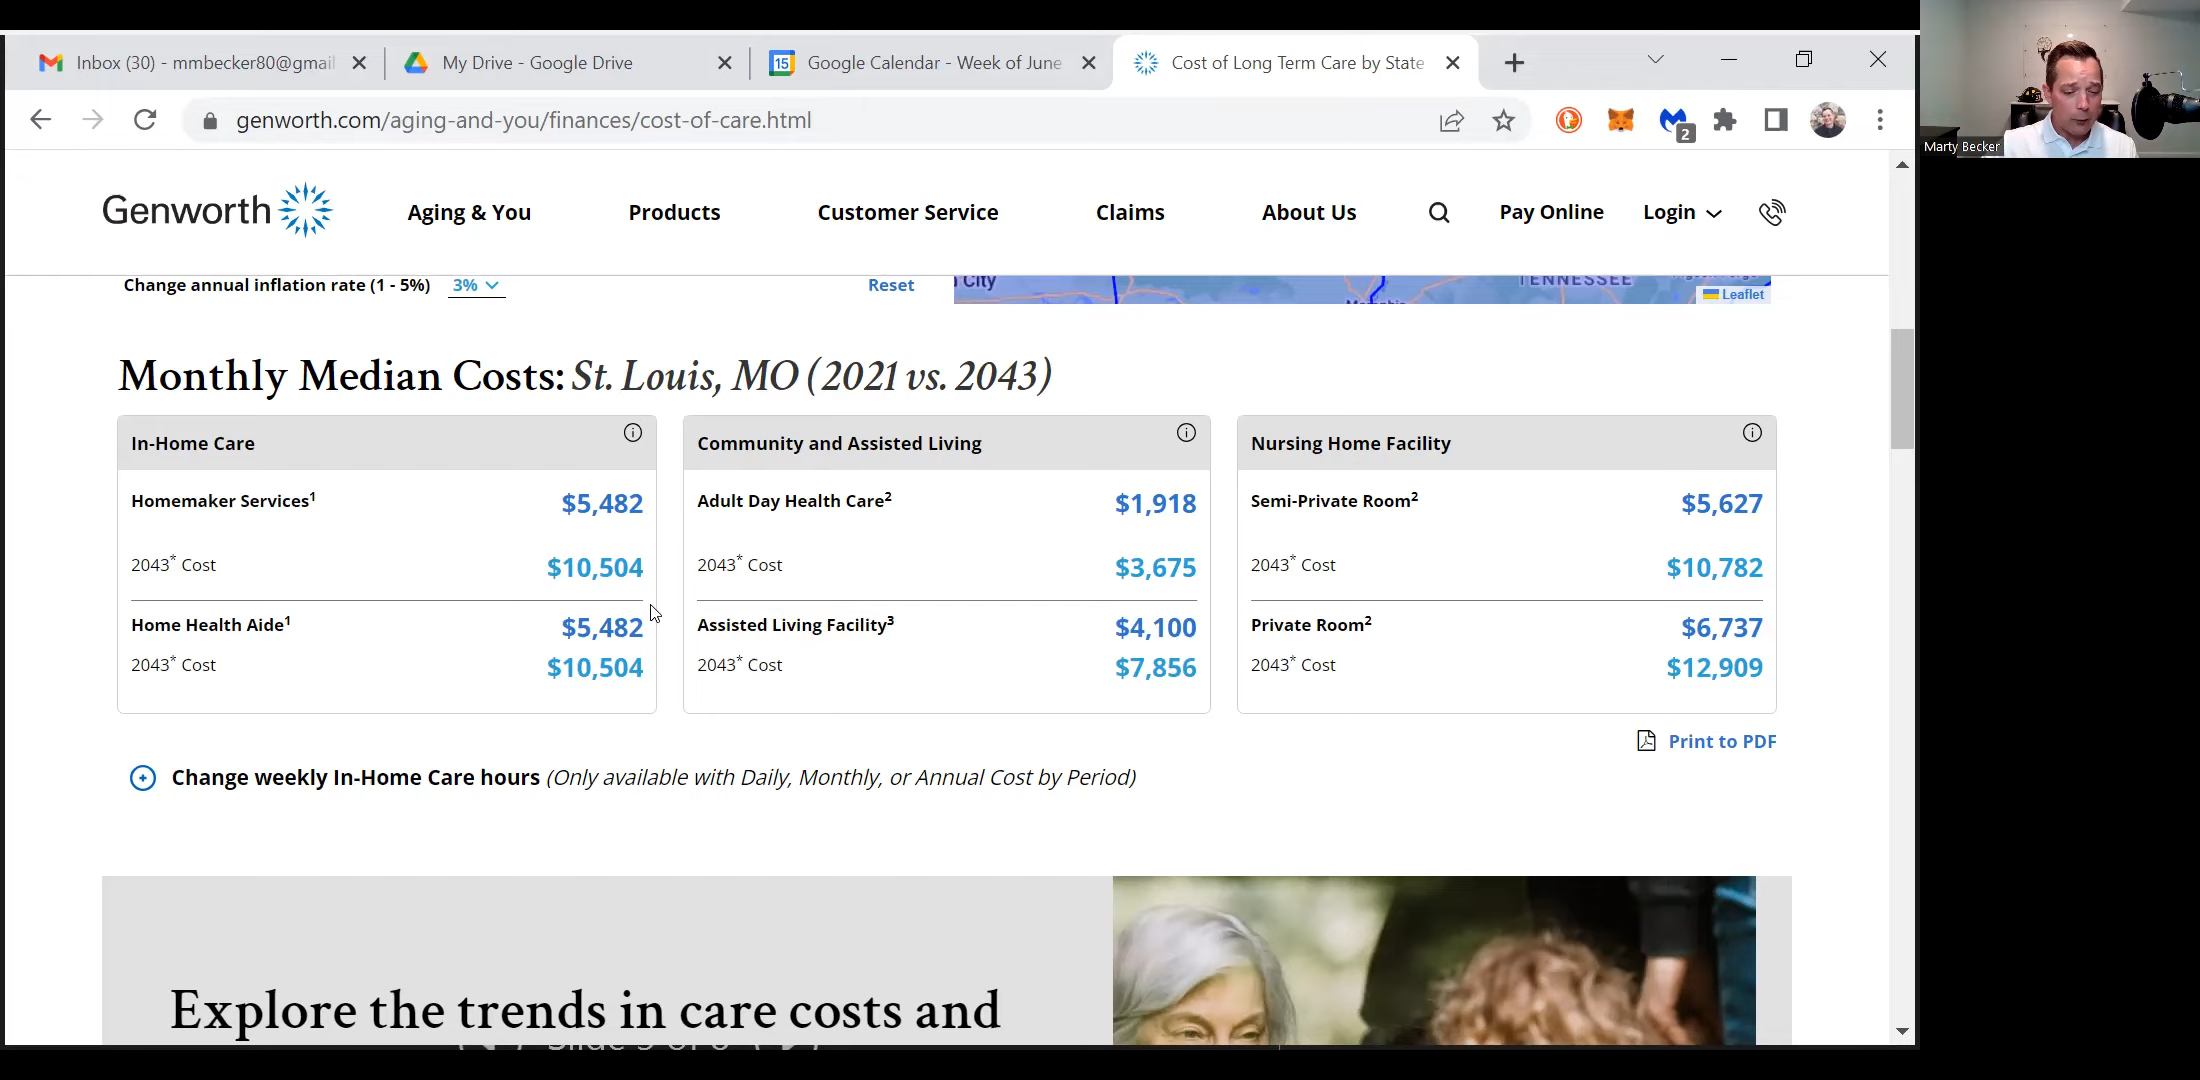 Inbox (30) - mmbecker80@gmail
My Drive - Google Drive
15
Google Calendar - Week of June
Cost of Long Term Care by State
genworth.com/aging-and-you/finances/cost-of-care.html
2
Marty Becker
Genworth
Aging & You
Products
Customer Service
Claims
About Us
Pay Online
Login
Change annual inflation rate (1 - 5%)
3%
Reset
City
TENNESSEE
Memphis
Leaflet
Monthly Median Costs: St. Louis, MO (2021 vs. 2043)
In-Home Care
Homemaker Services1 $5,482
2043* Cost $10,504
Home Health Aide1 $5,482
2043* Cost $10,504
Community and Assisted Living
Adult Day Health Care2 $1,918
2043* Cost $3,675
Assisted Living Facility3 $4,100
2043* Cost $7,856
Nursing Home Facility
Semi-Private Room2 $5,627
2043* Cost $10,782
Private Room2 $6,737
2043* Cost $12,909
Print to PDF
Change weekly In-Home Care hours (Only available with Daily, Monthly, or Annual Cost by Period)
Explore the trends in care costs and